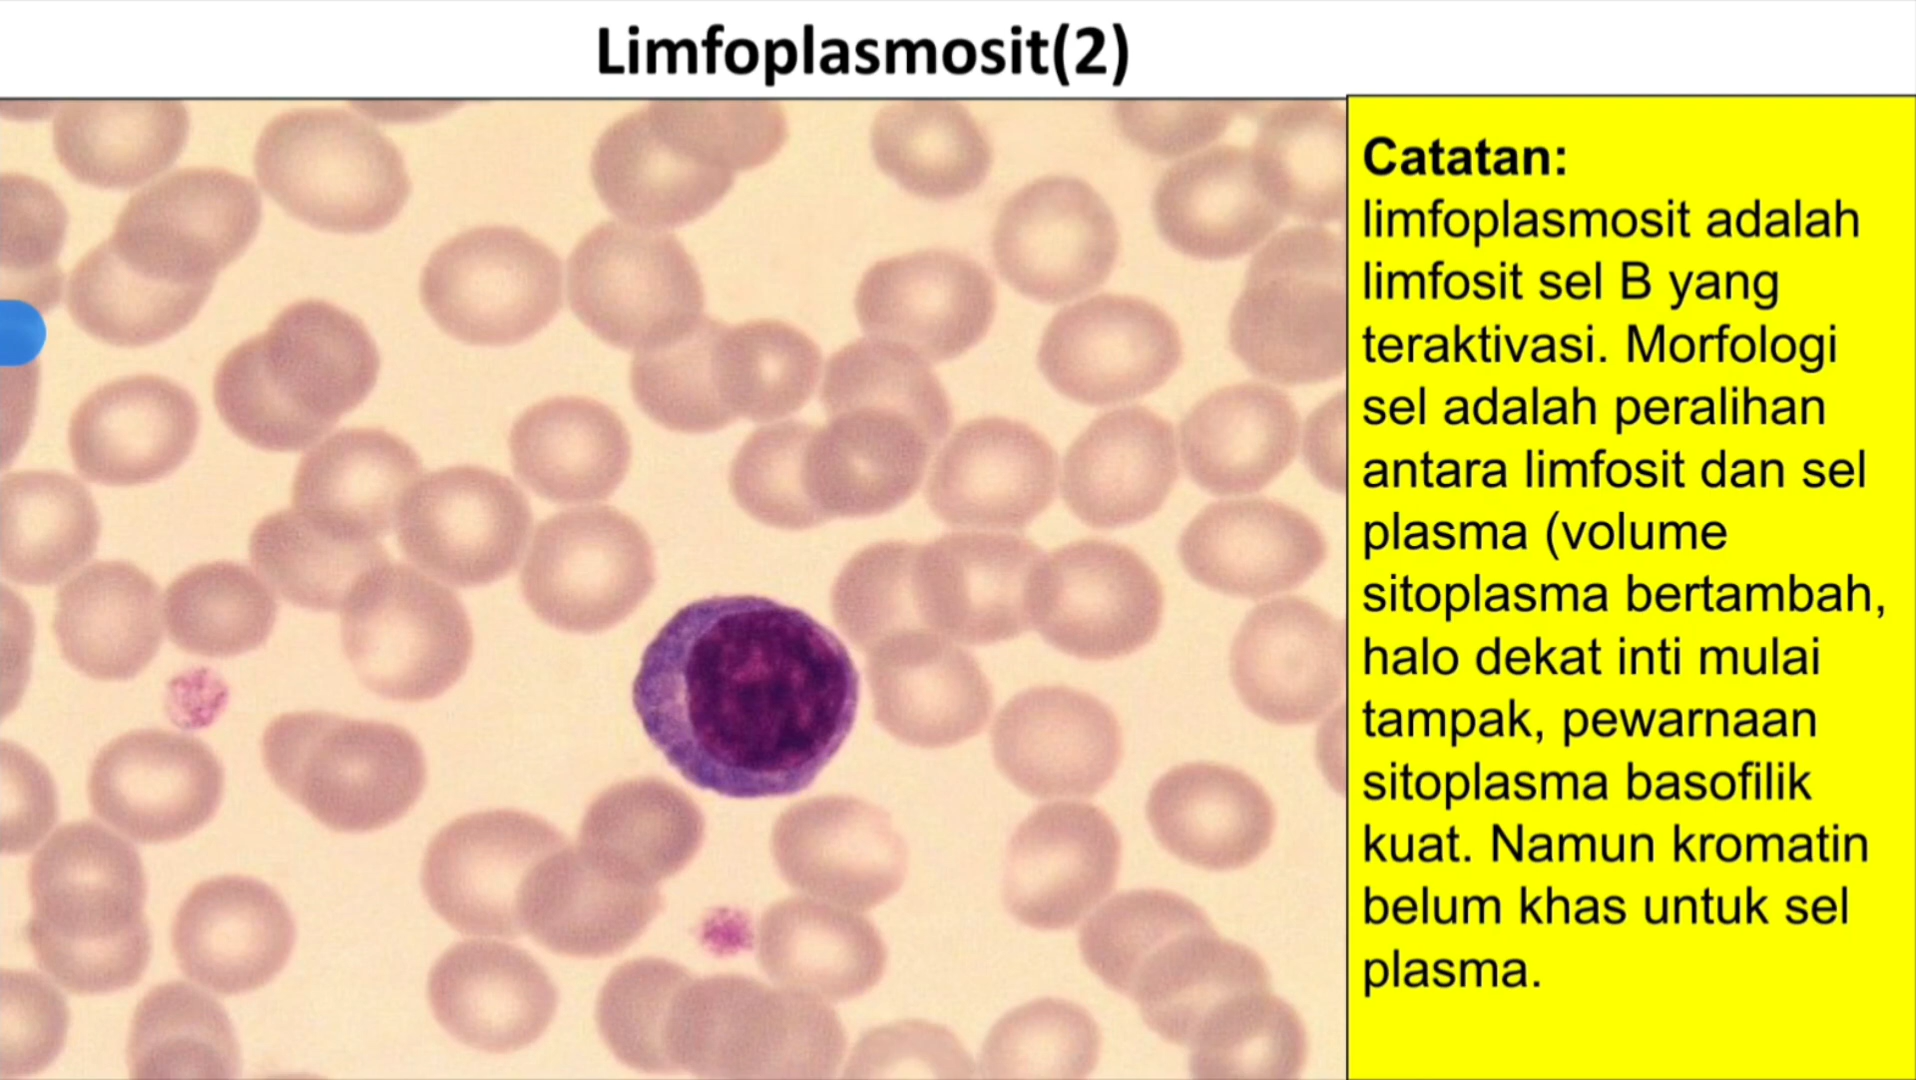 Limfoplasmosit(2)
Catatan:
limfoplasmosit adalah
limfosit sel B yang
teraktivasi. Morfologi
sel adalah peralihan
antara limfosit dan sel
plasma (volume
sitoplasma bertambah,
halo dekat inti mulai
tampak, pewarnaan
sitoplasma basofilik
kuat. Namun kromatin
belum khas untuk sel
plasma.